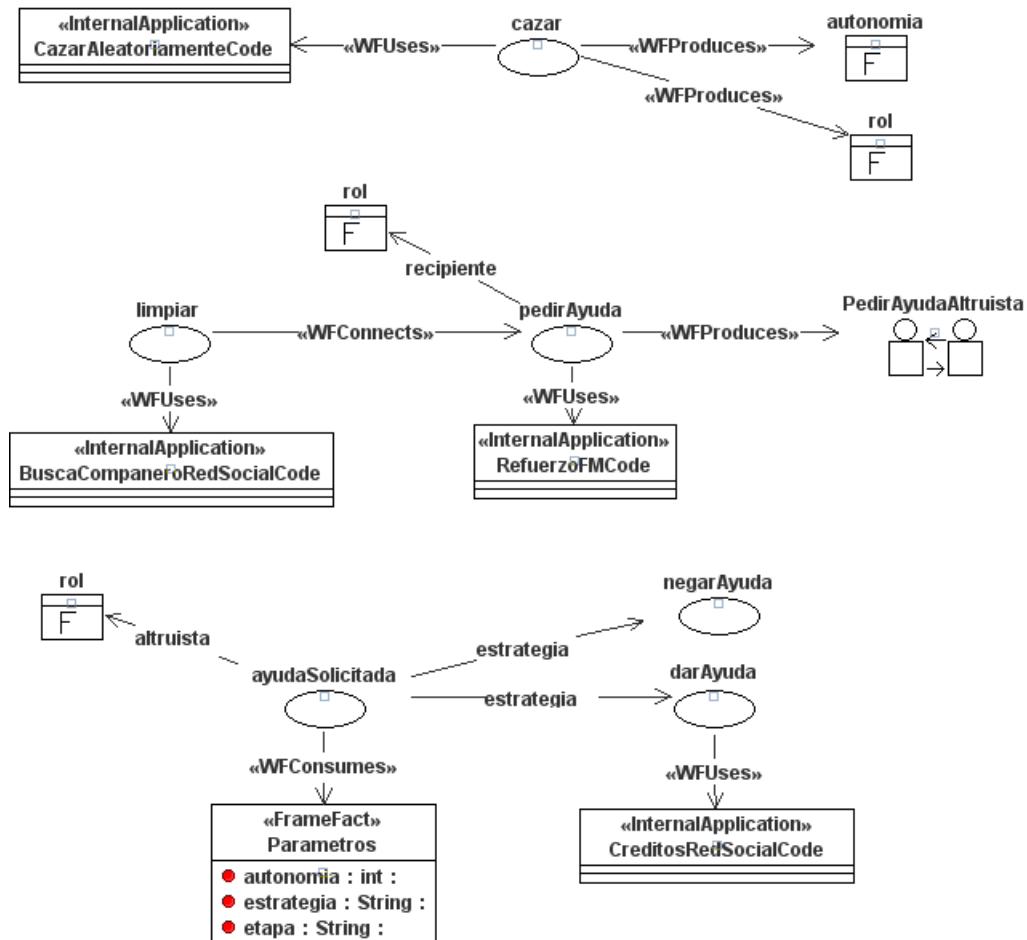 «InternalApplication»
CazarAleatoriamenteCode
«WFUses»
cazar
«WFProduces»
autonomia
F
«WFProduces»
rol
F
rol
F
recipiente
limpiar
«WFConnects»
pedirAyuda
«WFProduces»
PedirAyudaAltruista
«WFUses»
«WFUses»
«InternalApplication»
BuscaCompaneroRedSocialCode
«InternalApplication»
RefuerzoFMCode
rol
F
altruista
negarAyuda
estrategia
ayudaSolicitada
estrategia
darAyuda
«WFConsumes»
«WFUses»
«FrameFact»
Parametros
autonomia : int :
estrategia : String :
etapa : String :
«InternalApplication»
CreditosRedSocialCode